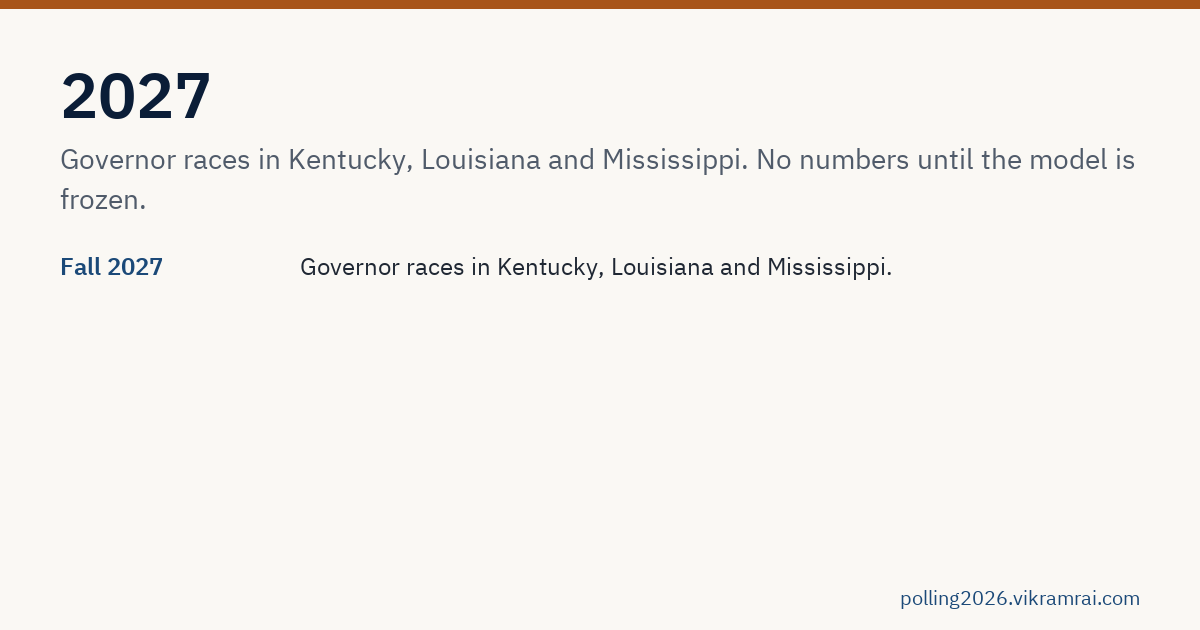 2027
Governor races in Kentucky, Louisiana and Mississippi. No numbers until the model is
frozen.
Fall 2027 Governor races in Kentucky, Louisiana and Mississippi.
polling2026.vikramrai.com